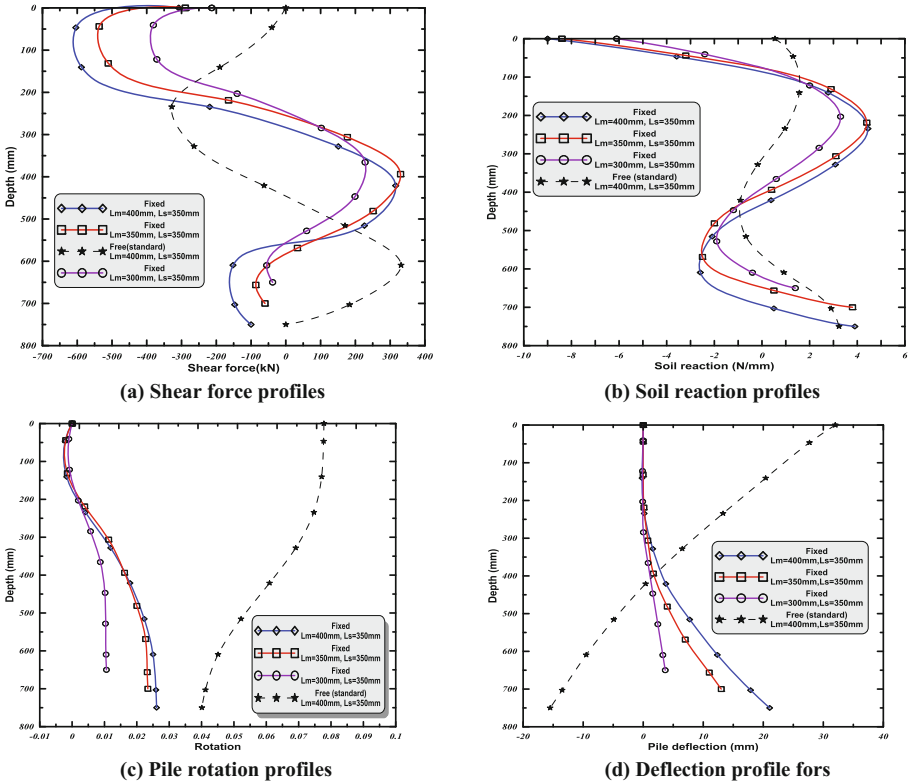 0
100
200
300
400
500
600
700
800
Depth (mm)
-700 -600 -500 -400 -300 -200 -100 0 100 200 300 400
Shear force(kN)
Fixed
Lm=400mm, Ls=350mm
Fixed
Lm=350mm, Ls=350mm
Free(standard)
Lm=400mm, Ls=350mm
Fixed
Lm=300mm, Ls=350mm
(a) Shear force profiles
0
100
200
300
400
500
600
700
800
Depth (mm)
-10 -8 -6 -4 -2 0 2 4 6
Soil reaction (N/mm)
Fixed
Lm=400mm, Ls=350mm
Fixed
Lm=350mm, Ls=350mm
Fixed
Lm=300mm, Ls=350mm
Free (standard)
Lm=400mm, Ls=350mm
(b) Soil reaction profiles
0
100
200
300
400
500
600
700
800
Depth (mm)
-0.01 0 0.01 0.02 0.03 0.04 0.05 0.06 0.07 0.08 0.09 0.1
Rotation
Fixed
Lm=400mm, Ls=350mm
Fixed
Lm=350mm, Ls=350mm
Fixed
Lm=300mm, Ls=350mm
Free (standard)
Lm=400mm, Ls=350mm
(c) Pile rotation profiles
0
100
200
300
400
500
600
700
800
Depth (mm)
-20 -10 0 10 20 30 40
Pile deflection (mm)
Fixed
Lm=400mm,Ls=350mm
Fixed
Lm=350mm,Ls=350mm
Fixed
Lm=300mm,Ls=350mm
Free (standard)
Lm=400mm,Ls=350mm
(d) Deflection profile fors